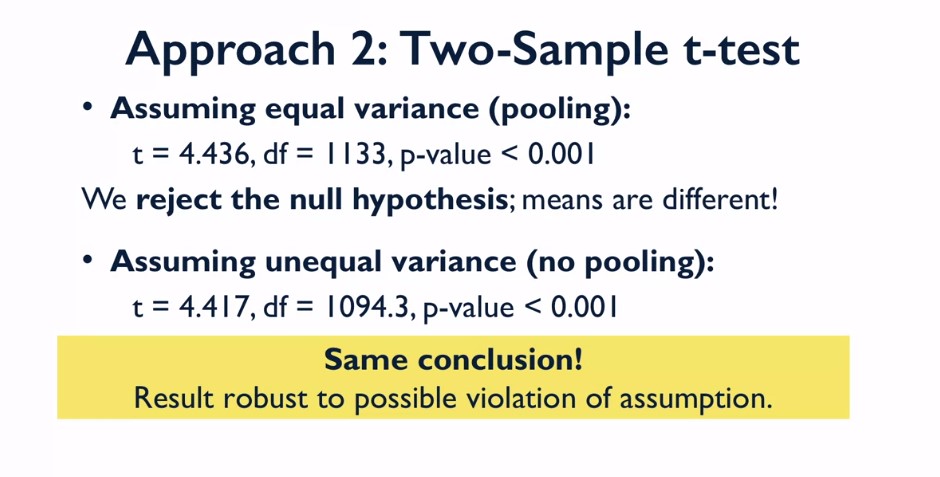 Approach 2: Two-Sample t-test
• Assuming equal variance (pooling):
t = 4.436, df = 1133, p-value < 0.001
We reject the null hypothesis; means are different!
• Assuming unequal variance (no pooling):
t = 4.417, df = 1094.3, p-value < 0.001
Same conclusion!
Result robust to possible violation of assumption.